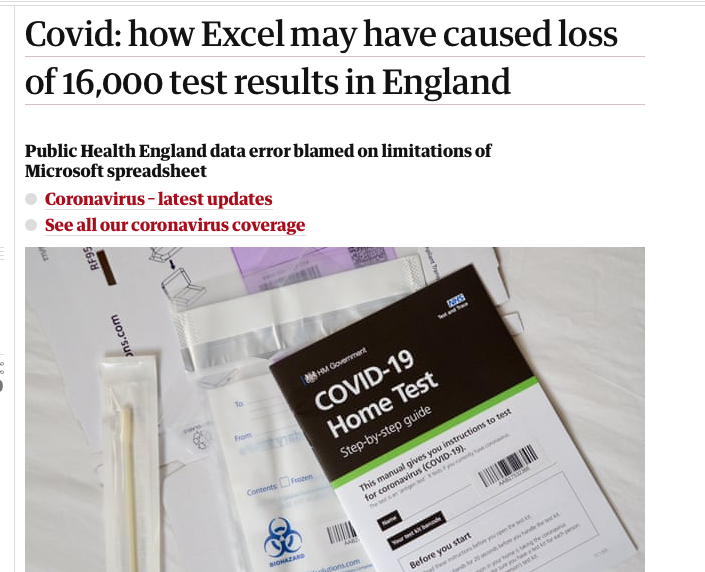 Covid: how Excel may have caused loss
of 16,000 test results in England
Public Health England data error blamed on limitations of
Microsoft spreadsheet
Coronavirus – latest updates
See all our coronavirus coverage
RF95
ns.com
NHS
Test and Trace
HM Government
COVID-19
Home Test
Step-by-step guide
This manual gives you instructions to test
for coronavirus (COVID-19).
Name
Your test kit barcode
Before you start
To
From
Contents:
Frozen
BIOHAZARD
solutions.com